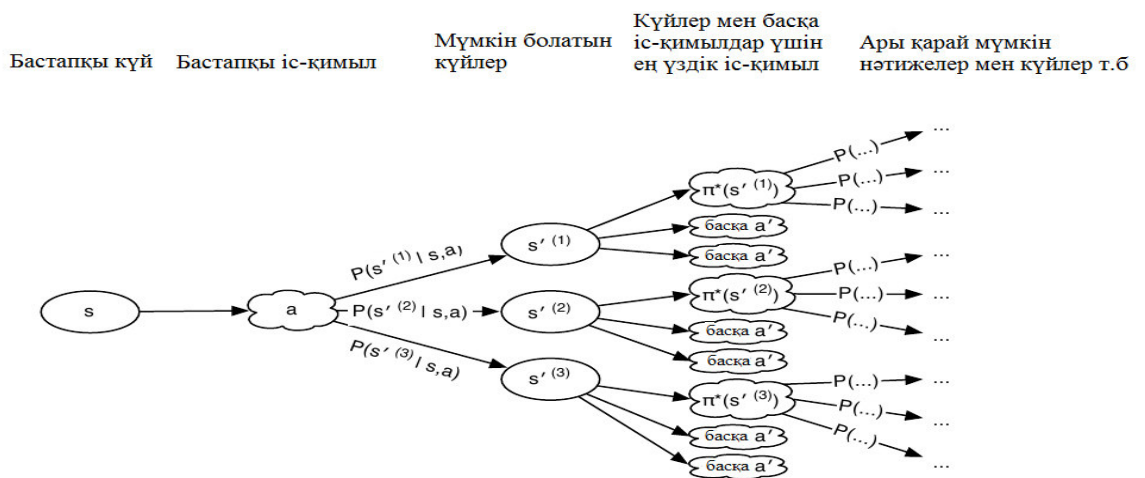 Бастапқы күй
Бастапқы іс-қимыл
Мүмкін болатын
күйлер
Күйлер мен басқа
іс-қимылдар үшін
ең үздік іс-қимыл
Ары қарай мүмкін
нәтижелер мен күйлер т.б
s
a
P(s′ (1) | s,a)
P(s′ (2) | s,a)
P(s′ (3) | s,a)
s′ (1)
s′ (2)
s′ (3)
π*(s′ (1))
басқа a′
басқа a′
π*(s′ (2))
басқа a′
басқа a′
π*(s′ (3))
басқа a′
басқа a′
P(...)
...
P(...)
...
P(...)
...
P(...)
...
P(...)
...
P(...)
...
P(...)
...
P(...)
...
P(...)
...